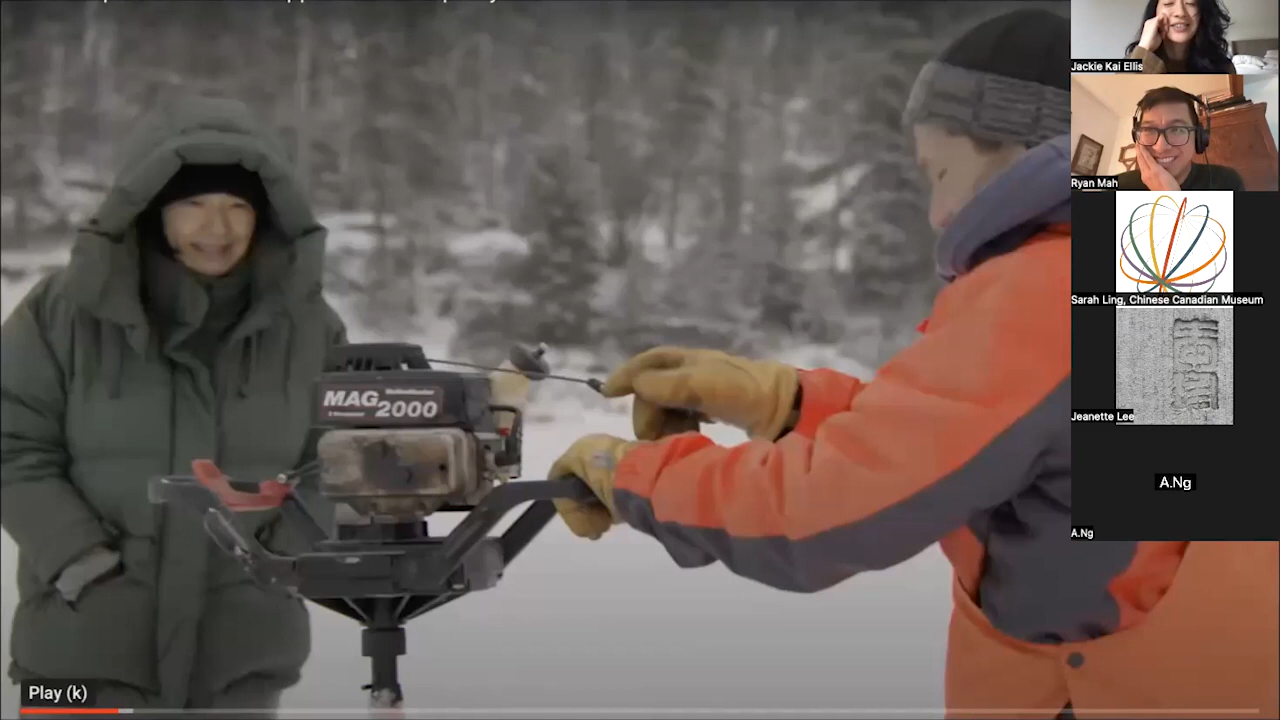 Jackie Kai Ellis
Ryan Mah
Sarah Ling, Chinese Canadian Museum
Jeanette Lee
A.Ng
A.Ng
MAG
2000
Play (k)